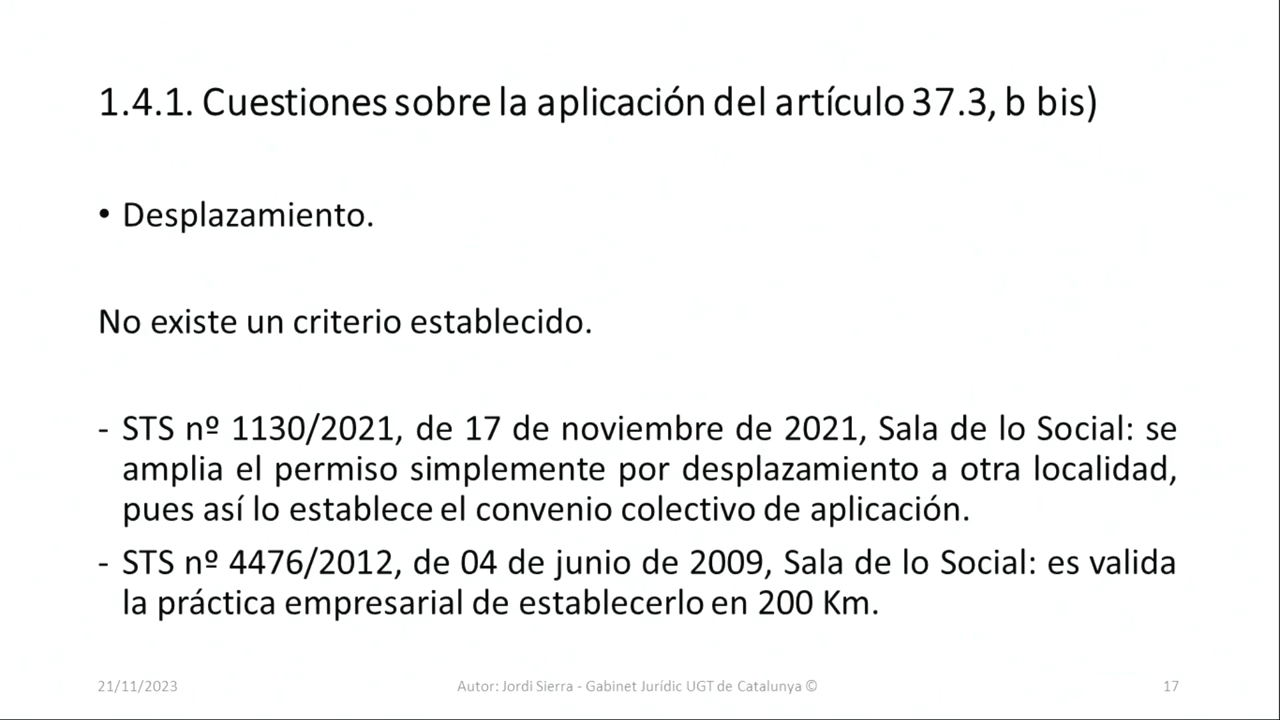 1.4.1. Cuestiones sobre la aplicación del artículo 37.3, b bis)
• Desplazamiento.
No existe un criterio establecido.
- STS nº 1130/2021, de 17 de noviembre de 2021, Sala de lo Social: se
amplia el permiso simplemente por desplazamiento a otra localidad,
pues así lo establece el convenio colectivo de aplicación.
- STS nº 4476/2012, de 04 de junio de 2009, Sala de lo Social: es valida
la práctica empresarial de establecerlo en 200 Km.
21/11/2023 Autor: Jordi Sierra - Gabinet Jurídic UGT de Catalunya © 17